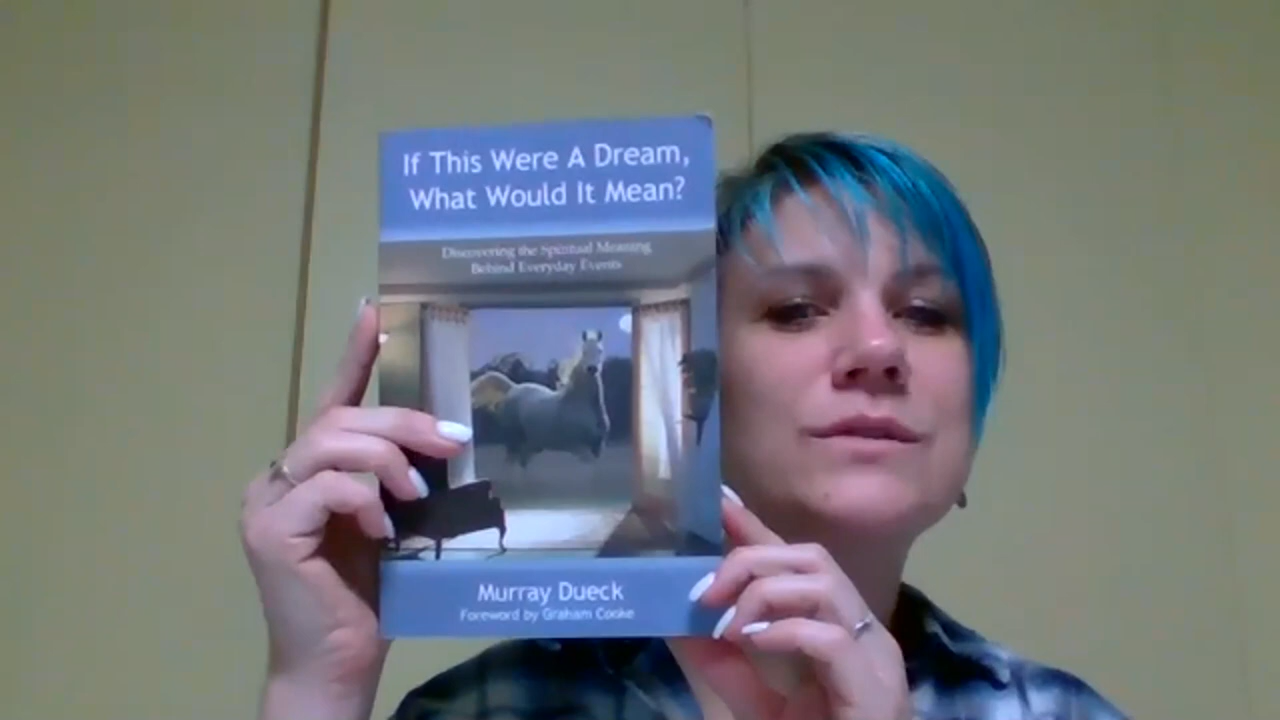 If This Were A Dream,
What Would It Mean?
Discovering the Spiritual Meaning
Behind Everyday Events
Murray Dueck
Foreword by Graham Cooke